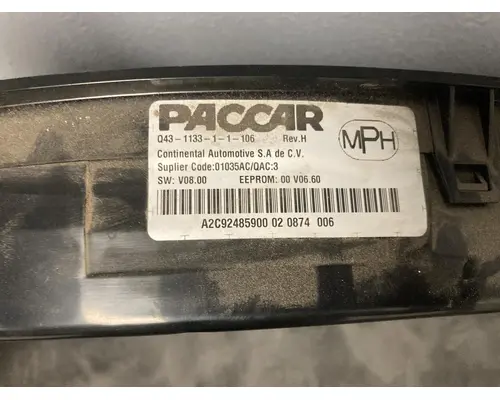 PACCAR
Q43-1133-1-1-106 Rev.H
MPH
Continental Automotive S.A de C.V.
Suplier Code:01035AC/QAC:3
SW: V08.00 EEPROM: 00 V06.60
A2C92485900 02 0874 006